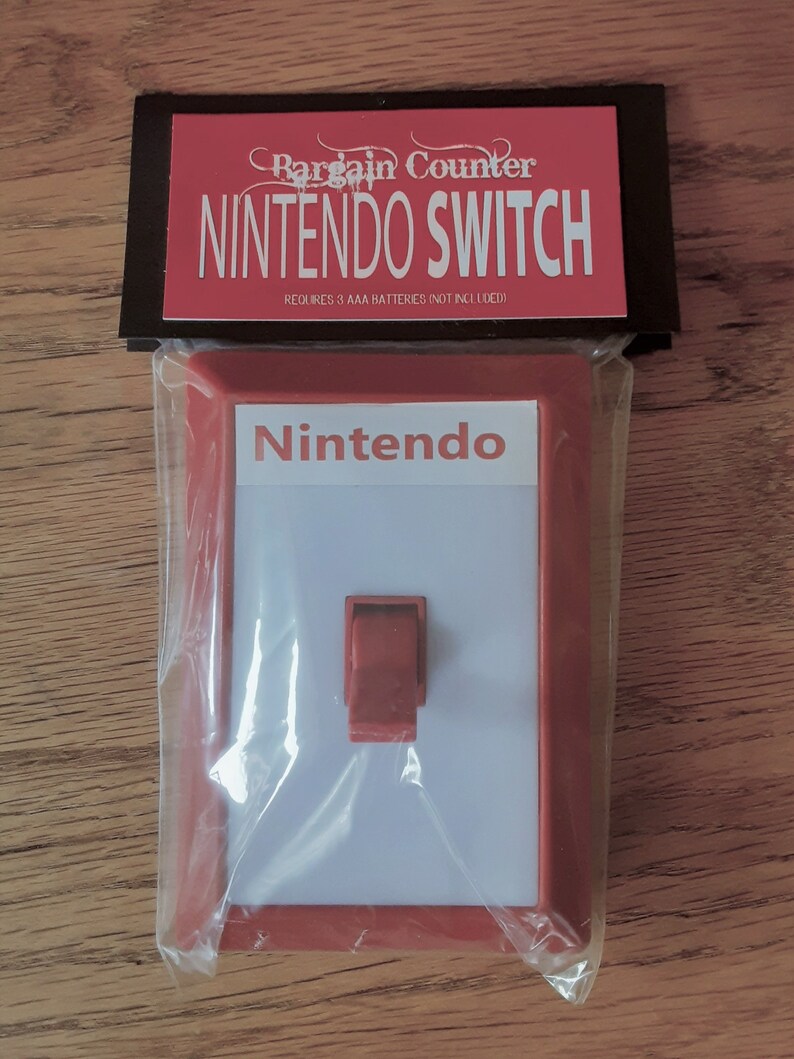 Bargain Counter
NINTENDO SWITCH
REQUIRES 3 AAA BATTERIES (NOT INCLUDED)
Nintendo